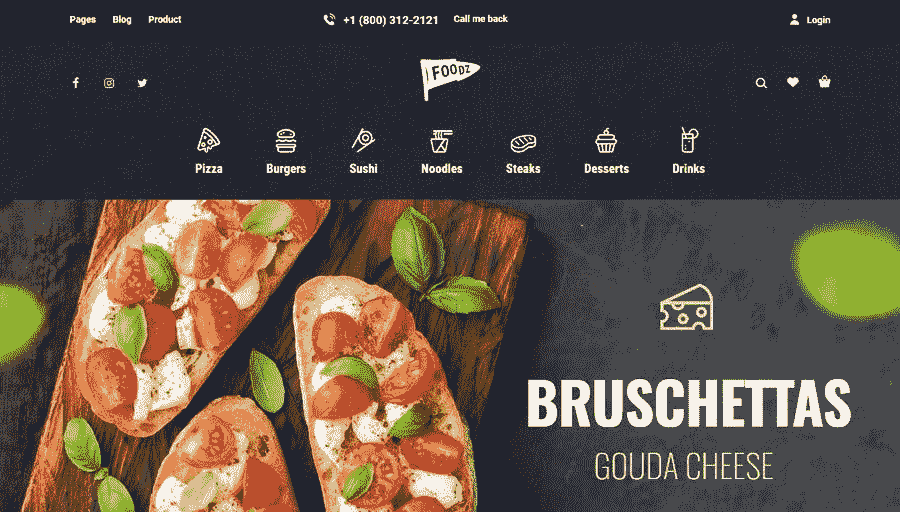 Pages Blog Product +1 (800) 312-2121 Call me back Login
FOODZ
Pizza Burgers Sushi Noodles Steaks Desserts Drinks
BRUSCHETTAS
GOUDA CHEESE